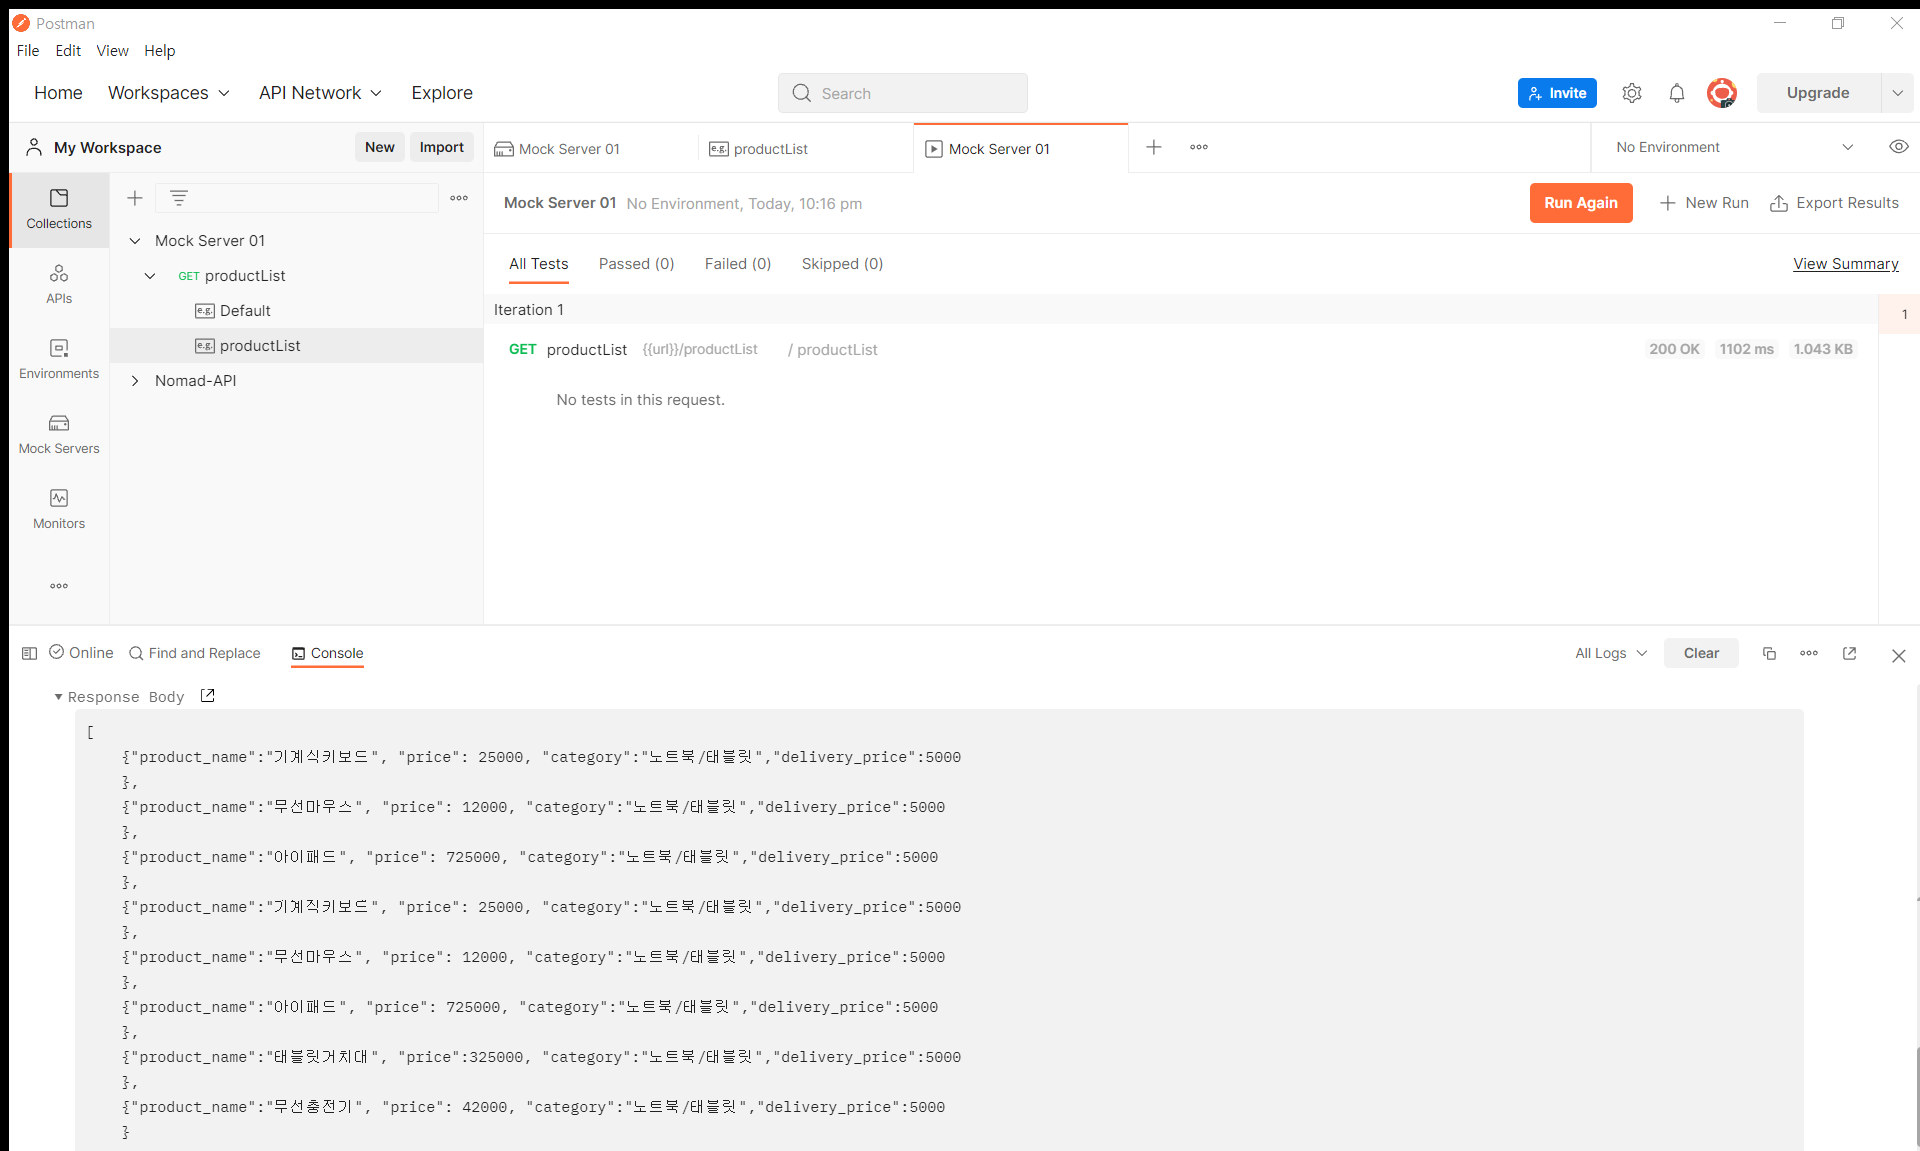 Postman
File Edit View Help
Home Workspaces API Network Explore Search Invite Upgrade
My Workspace New Import Mock Server 01 e.g. productList Mock Server 01 No Environment
Mock Server 01 No Environment, Today, 10:16 pm Run Again New Run Export Results
Collections
APIs
Environments
Mock Servers
Monitors
Mock Server 01
GET productList
e.g. Default
e.g. productList
Nomad-API
All Tests Passed (0) Failed (0) Skipped (0) View Summary
Iteration 1
1
GET productList {{url}}/productList / productList 200 OK 1102 ms 1.043 KB
No tests in this request.
Online Find and Replace Console All Logs Clear
Response Body
[
{"product_name":"기계식키보드", "price": 25000, "category":"노트북/태블릿","delivery_price":5000
},
{"product_name":"무선마우스", "price": 12000, "category":"노트북/태블릿","delivery_price":5000
},
{"product_name":"아이패드", "price": 725000, "category":"노트북/태블릿","delivery_price":5000
},
{"product_name":"기계직키보드", "price": 25000, "category":"노트북/태블릿","delivery_price":5000
},
{"product_name":"무선마우스", "price": 12000, "category":"노트북/태블릿","delivery_price":5000
},
{"product_name":"아이패드", "price": 725000, "category":"노트북/태블릿","delivery_price":5000
},
{"product_name":"태블릿거치대", "price":325000, "category":"노트북/태블릿","delivery_price":5000
},
{"product_name":"무선충전기", "price": 42000, "category":"노트북/태블릿","delivery_price":5000
}